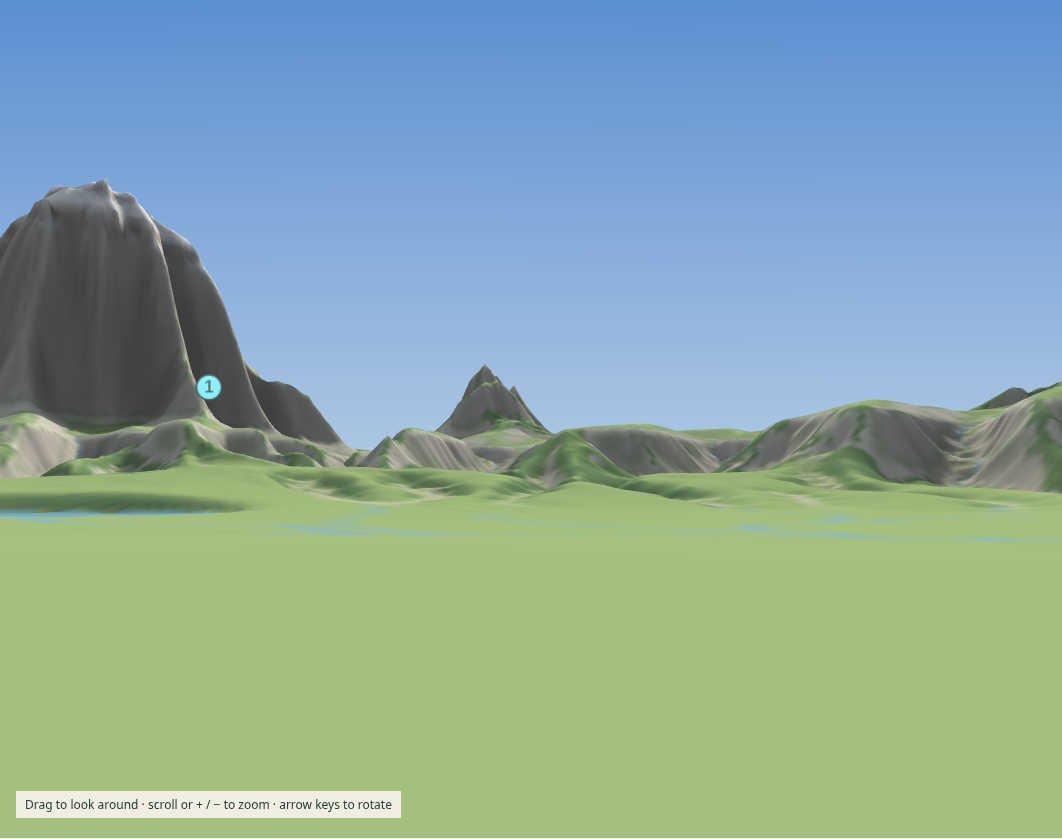 1
Drag to look around · scroll or + / − to zoom · arrow keys to rotate